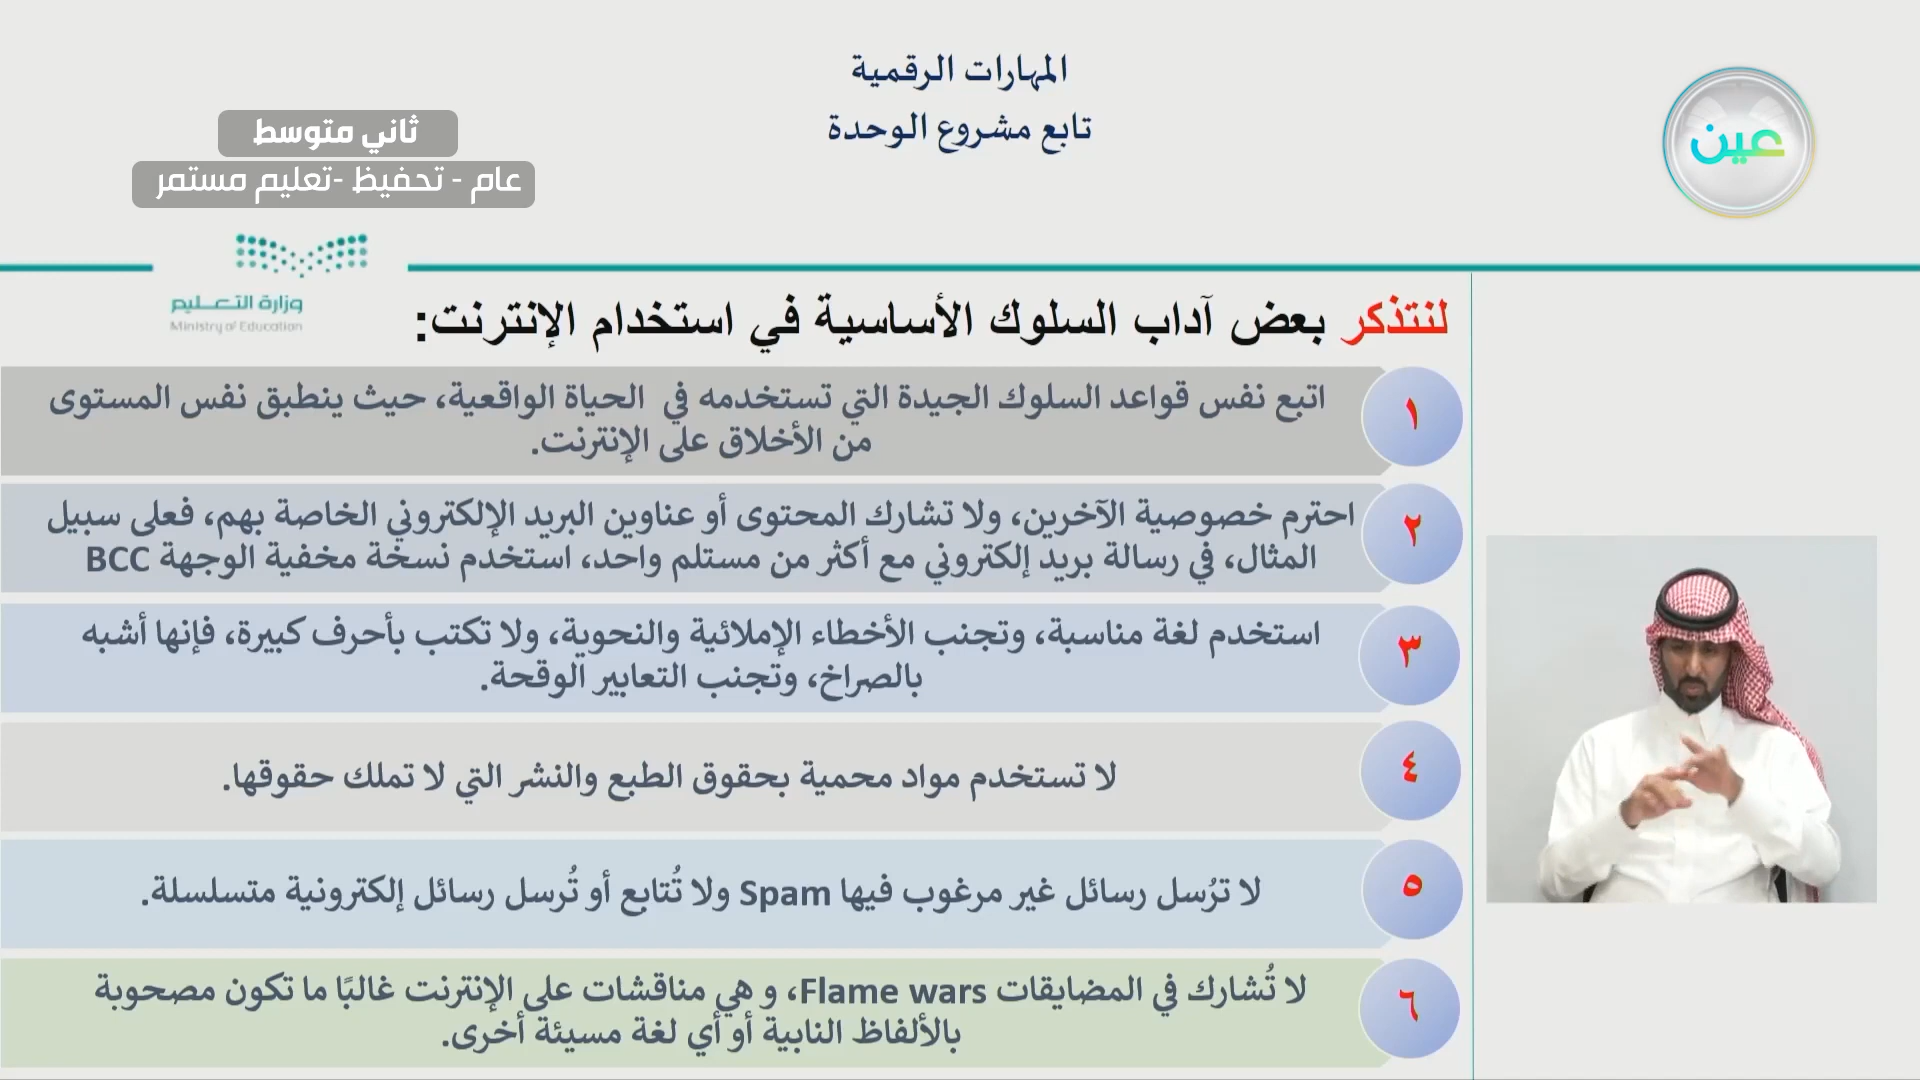 المهارات الرقمية
تابع مشروع الوحدة
عين
ثاني متوسط
عام - تحفيظ -تعليم مستمر
وزارة التعليم
Ministry of Education
لنتذكر بعض آداب السلوك الأساسية في استخدام الإنترنت:
١
اتبع نفس قواعد السلوك الجيدة التي تستخدمه في الحياة الواقعية، حيث ينطبق نفس المستوى
من الأخلاق على الإنترنت.
٢
احترم خصوصية الآخرين، ولا تشارك المحتوى أو عناوين البريد الإلكتروني الخاصة بهم، فعلى سبيل
المثال، في رسالة بريد إلكتروني مع أكثر من مستلم واحد، استخدم نسخة مخفية الوجهة BCC
٣
استخدم لغة مناسبة، وتجنب الأخطاء الإملائية والنحوية، ولا تكتب بأحرف كبيرة، فإنها أشبه
بالصراخ، وتجنب التعابير الوقحة.
٤
لا تستخدم مواد محمية بحقوق الطبع والنشر التي لا تملك حقوقها.
٥
لا ترُسل رسائل غير مرغوب فيها Spam ولا تُتابع أو تُرسل رسائل إلكترونية متسلسلة.
٦
لا تُشارك في المضايقات Flame wars، و هي مناقشات على الإنترنت غالبًا ما تكون مصحوبة
بالألفاظ النابية أو أي لغة مسيئة أخرى.